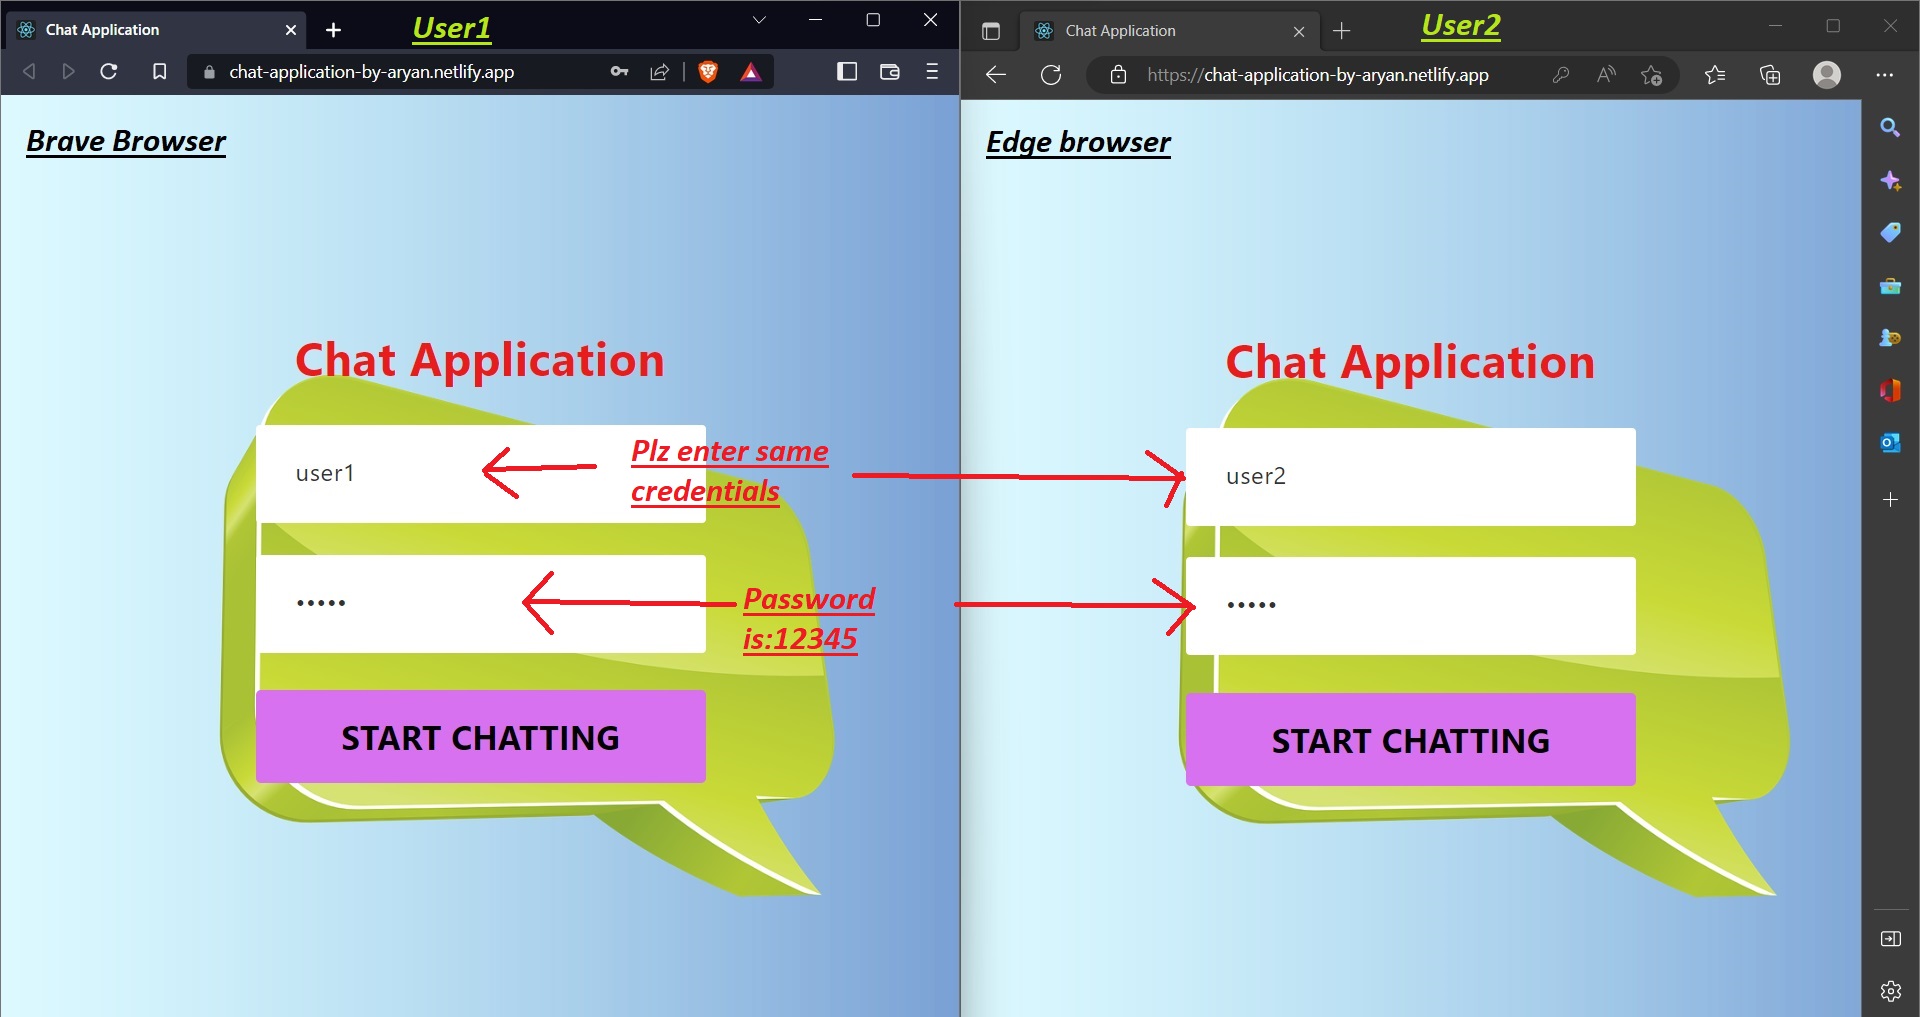 Chat Application
User1
chat-application-by-aryan.netlify.app
Brave Browser
Chat Application
user1
Plz enter same
credentials
•••••
Password
is:12345
START CHATTING
Chat Application
User2
https://chat-application-by-aryan.netlify.app
Edge browser
Chat Application
user2
•••••
START CHATTING